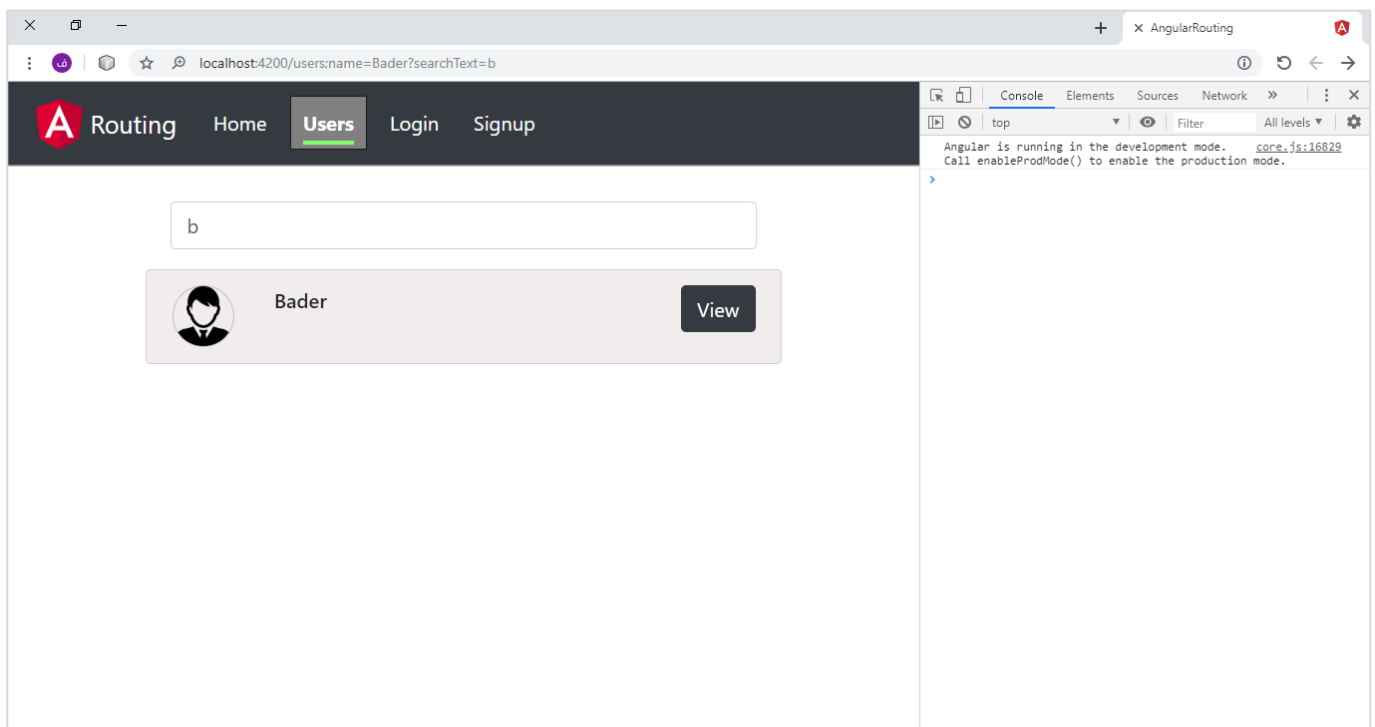 AngularRouting
ف
localhost:4200/users;name=Bader?searchText=b
A Routing Home Users Login Signup
b
Bader
View
Console Elements Sources Network »
top Filter All levels
Angular is running in the development mode. core.js:16829
Call enableProdMode() to enable the production mode.